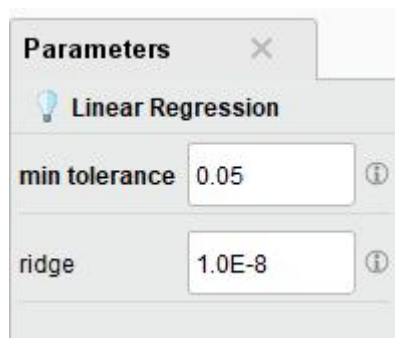 Parameters
Linear Regression
min tolerance 0.05
ridge 1.0E-8